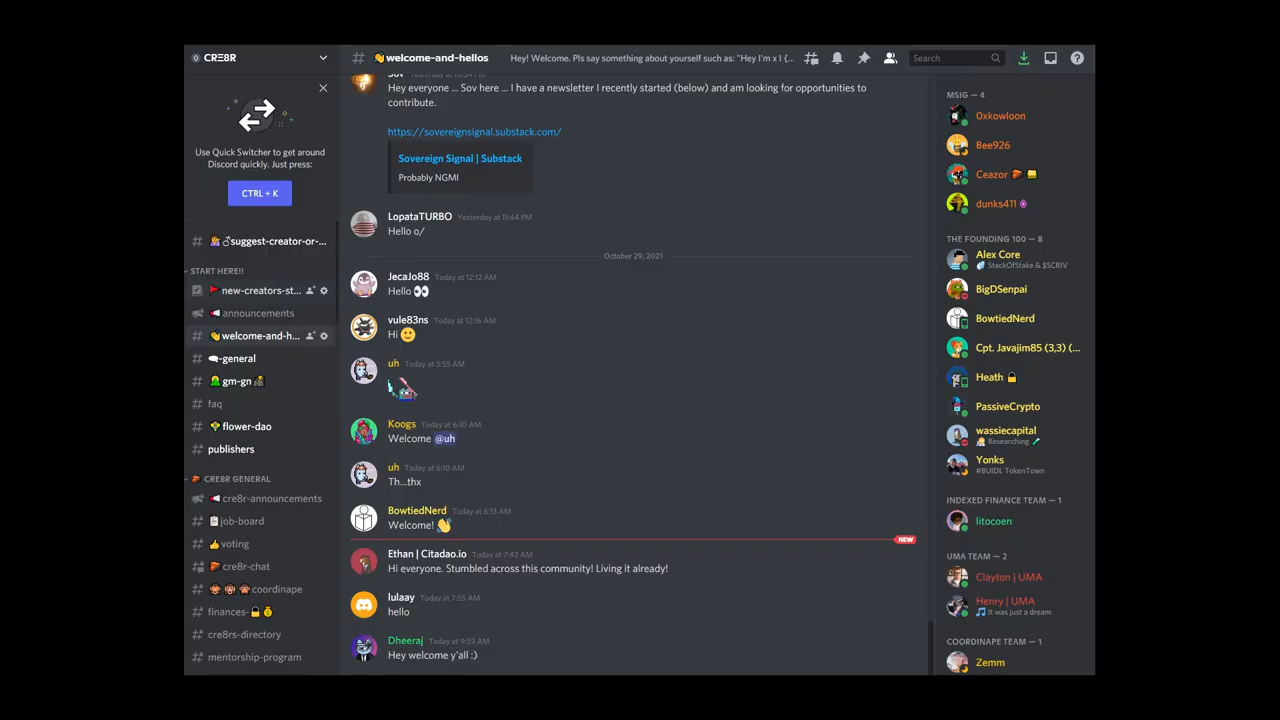 CRE8R
Use Quick Switcher to get around
Discord quickly. Just press:
CTRL + K
suggest-creator-or-...
START HERE!!
new-creators-st...
announcements
welcome-and-h...
-general
gm-gn
faq
flower-dao
publishers
CRE8R GENERAL
cre8r-announcements
job-board
voting
cre8r-chat
coordinape
finances-
cre8rs-directory
mentorship-program
welcome-and-hellos
Hey! Welcome. Pls say something about yourself such as: "Hey I'm x I {...
Search
Sov Yesterday at
Hey everyone ... Sov here ... I have a newsletter I recently started (below) and am looking for opportunities to
contribute.
https://sovereignsignal.substack.com/
Sovereign Signal | Substack
Probably NGMI
LopataTURBO Yesterday at 11:44 PM
Hello o/
October 29, 2021
JecaJo88 Today at 12:12 AM
Hello 👀
vule83ns Today at 12:16 AM
Hi 🙂
uh Today at 5:55 AM
Koogs Today at 6:10 AM
Welcome @uh
uh Today at 6:10 AM
Th...thx
BowtiedNerd Today at 6:13 AM
Welcome! 👋
NEW
Ethan | Citadao.io Today at 7:43 AM
Hi everyone. Stumbled across this community! Living it already!
lulaay Today at 7:55 AM
hello
Dheeraj Today at 9:59 AM
Hey welcome y'all :)
MSIG — 4
0xkowloon
Bee926
Ceazor
dunks411
THE FOUNDING 100 — 8
Alex Core
StackOfStake & $SCRIV
BigDSenpai
BowtiedNerd
Cpt. Javajim85 (3,3) (...
Heath
PassiveCrypto
wassiecapital
Researching
Yonks
#BUIDL TokenTown
INDEXED FINANCE TEAM — 1
litocoen
UMA TEAM — 2
Clayton | UMA
Henry | UMA
It was just a dream
COORDINAPE TEAM — 1
Zemm